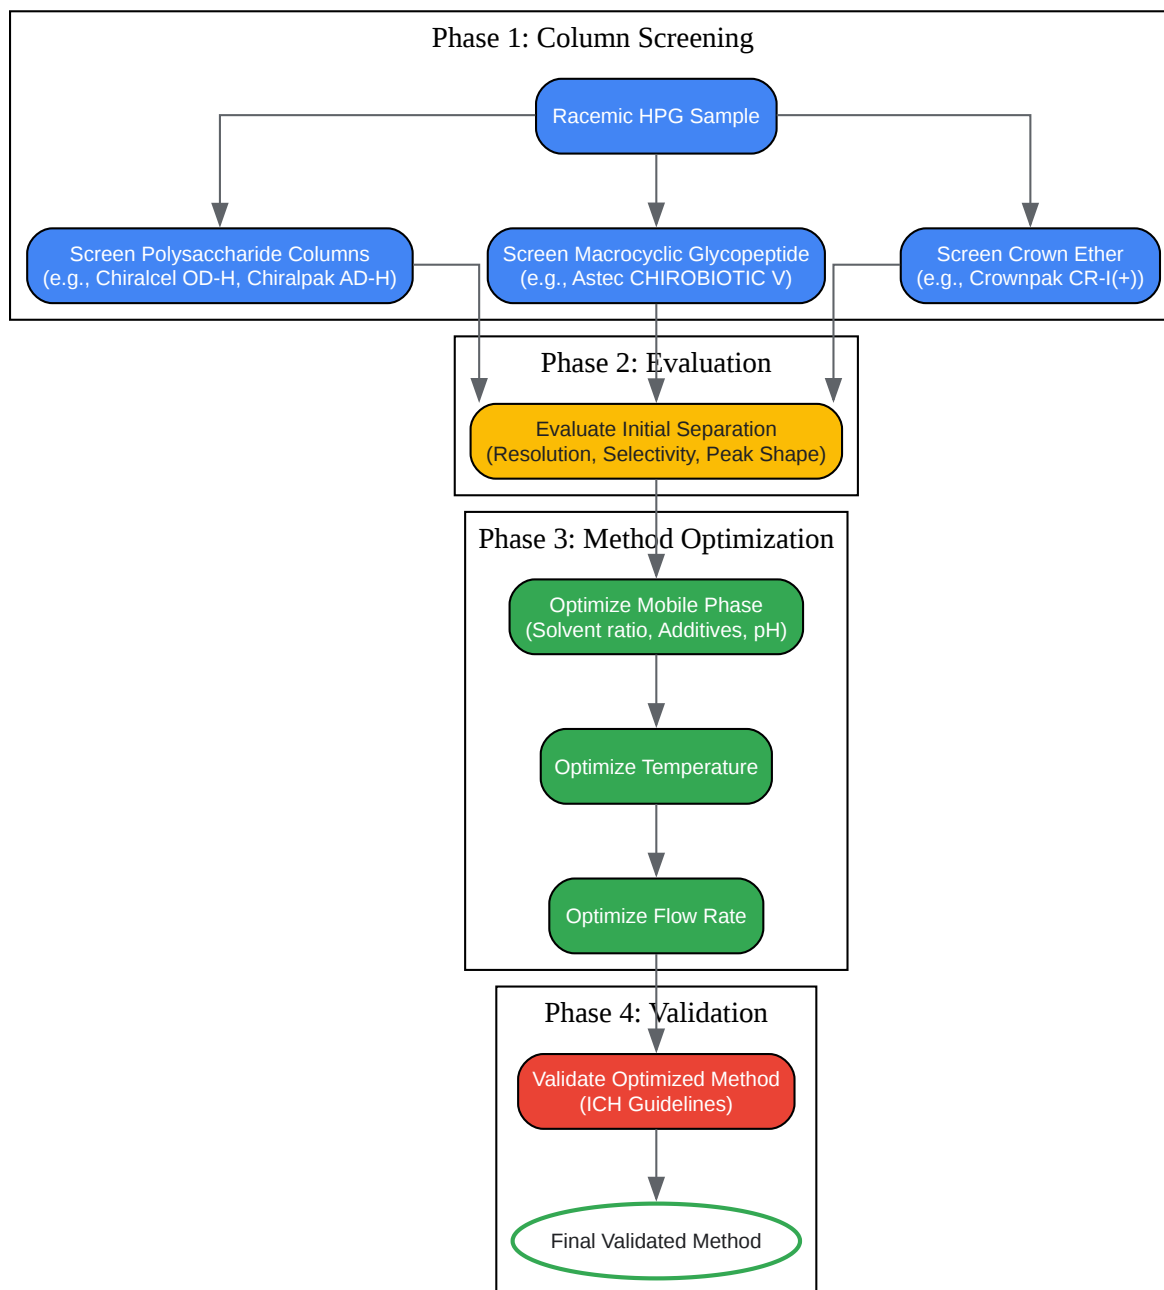 Phase 1: Column Screening
Racemic HPG Sample
Screen Polysaccharide Columns
(e.g., Chiralcel OD-H, Chiralpak AD-H)
Screen Macrocyclic Glycopeptide
(e.g., Astec CHIROBIOTIC V)
Screen Crown Ether
(e.g., Crownpak CR-I(+))
Phase 2: Evaluation
Evaluate Initial Separation
(Resolution, Selectivity, Peak Shape)
Phase 3: Method Optimization
Optimize Mobile Phase
(Solvent ratio, Additives, pH)
Optimize Temperature
Optimize Flow Rate
Phase 4: Validation
Validate Optimized Method
(ICH Guidelines)
Final Validated Method